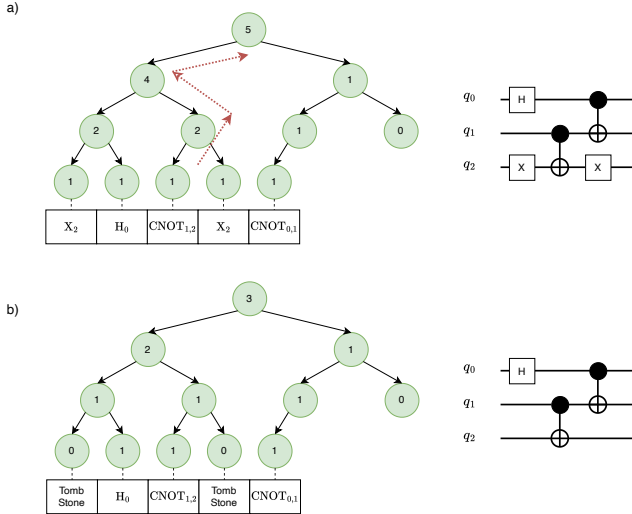 a)
5
4
1
2
2
1
0
1
1
1
1
1
X₂
H₀
CNOT₁,₂
X₂
CNOT₀,₁
q₀
H
q₁
q₂
X
X
b)
3
2
1
1
1
1
0
0
1
1
0
1
Tomb
Stone
H₀
CNOT₁,₂
Tomb
Stone
CNOT₀,₁
q₀
H
q₁
q₂